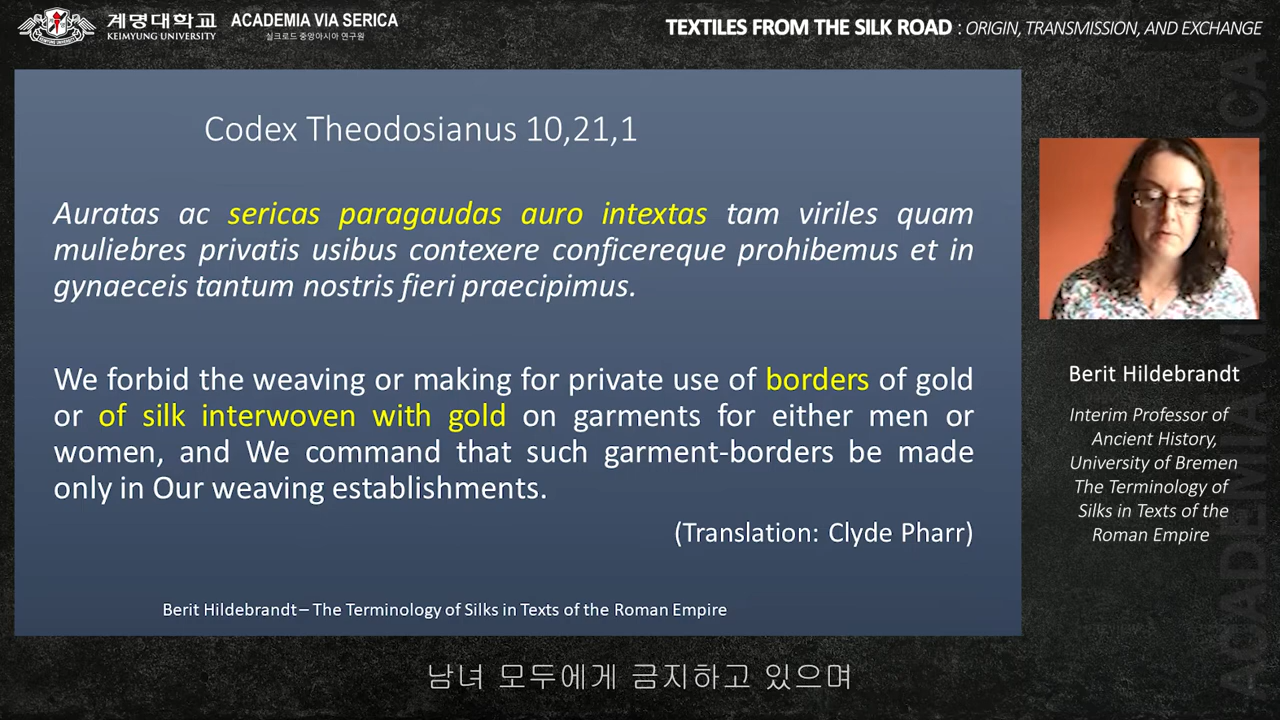 계명대학교
KEIMYUNG UNIVERSITY
ACADEMIA VIA SERICA
실크로드 중앙아시아 연구원
TEXTILES FROM THE SILK ROAD : ORIGIN, TRANSMISSION, AND EXCHANGE
Codex Theodosianus 10,21,1
Auratas ac sericas paragaudas auro intextas tam viriles quam
muliebres privatis usibus contexere conficereque prohibemus et in
gynaeceis tantum nostris fieri praecipimus.
We forbid the weaving or making for private use of borders of gold
or of silk interwoven with gold on garments for either men or
women, and We command that such garment-borders be made
only in Our weaving establishments.
(Translation: Clyde Pharr)
Berit Hildebrandt – The Terminology of Silks in Texts of the Roman Empire
Berit Hildebrandt
Interim Professor of
Ancient History,
University of Bremen
The Terminology of
Silks in Texts of the
Roman Empire
ACADEMIA VIA SERICA
남녀 모두에게 금지하고 있으며